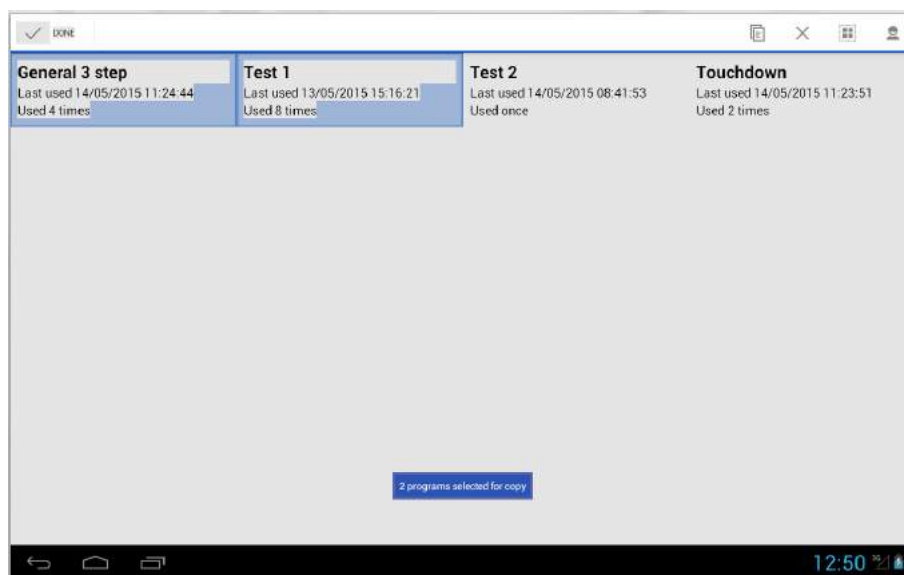 DONE
General 3 step
Last used 14/05/2015 11:24:44
Used 4 times
Test 1
Last used 13/05/2015 15:16:21
Used 8 times
Test 2
Last used 14/05/2015 08:41:53
Used once
Touchdown
Last used 14/05/2015 11:23:51
Used 2 times
2 programs selected for copy
12:50
3G